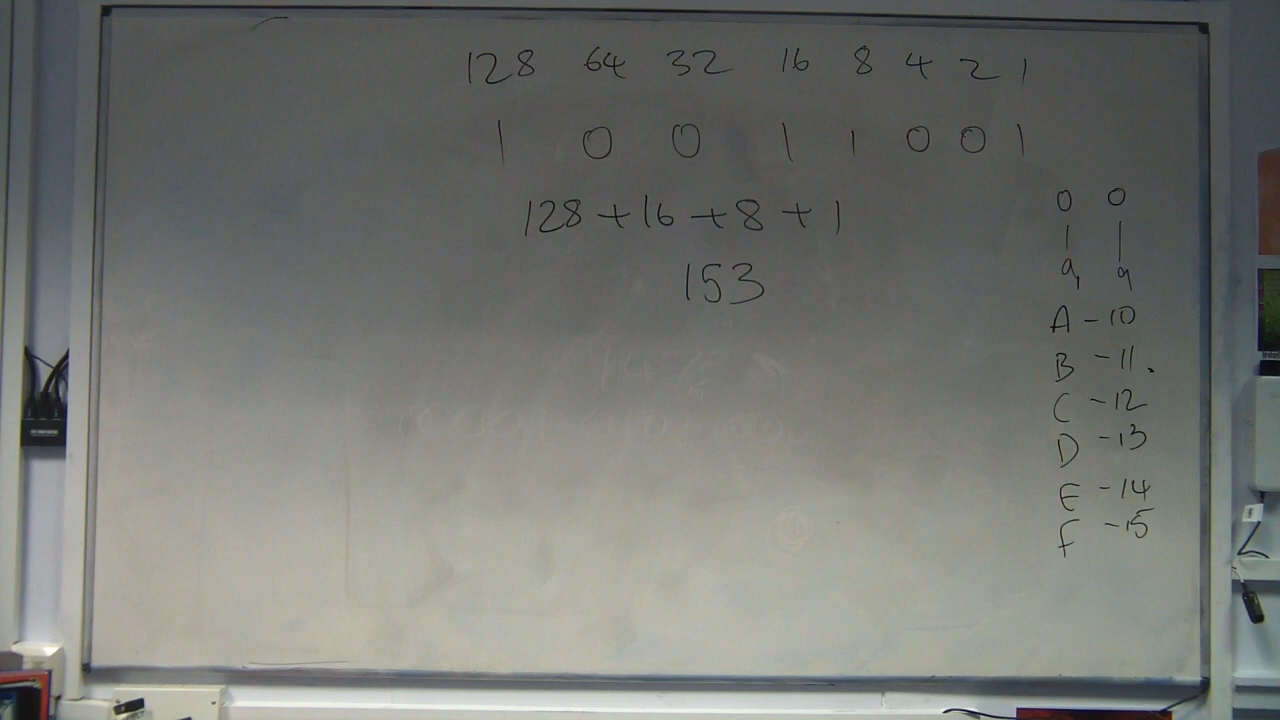 128 64 32 16 8 4 2 1
1 0 0 1 1 0 0 1
128 + 16 + 8 + 1
153
0 0
| |
9 9
A - 10
B - 11.
C - 12
D - 13
E - 14
F - 15